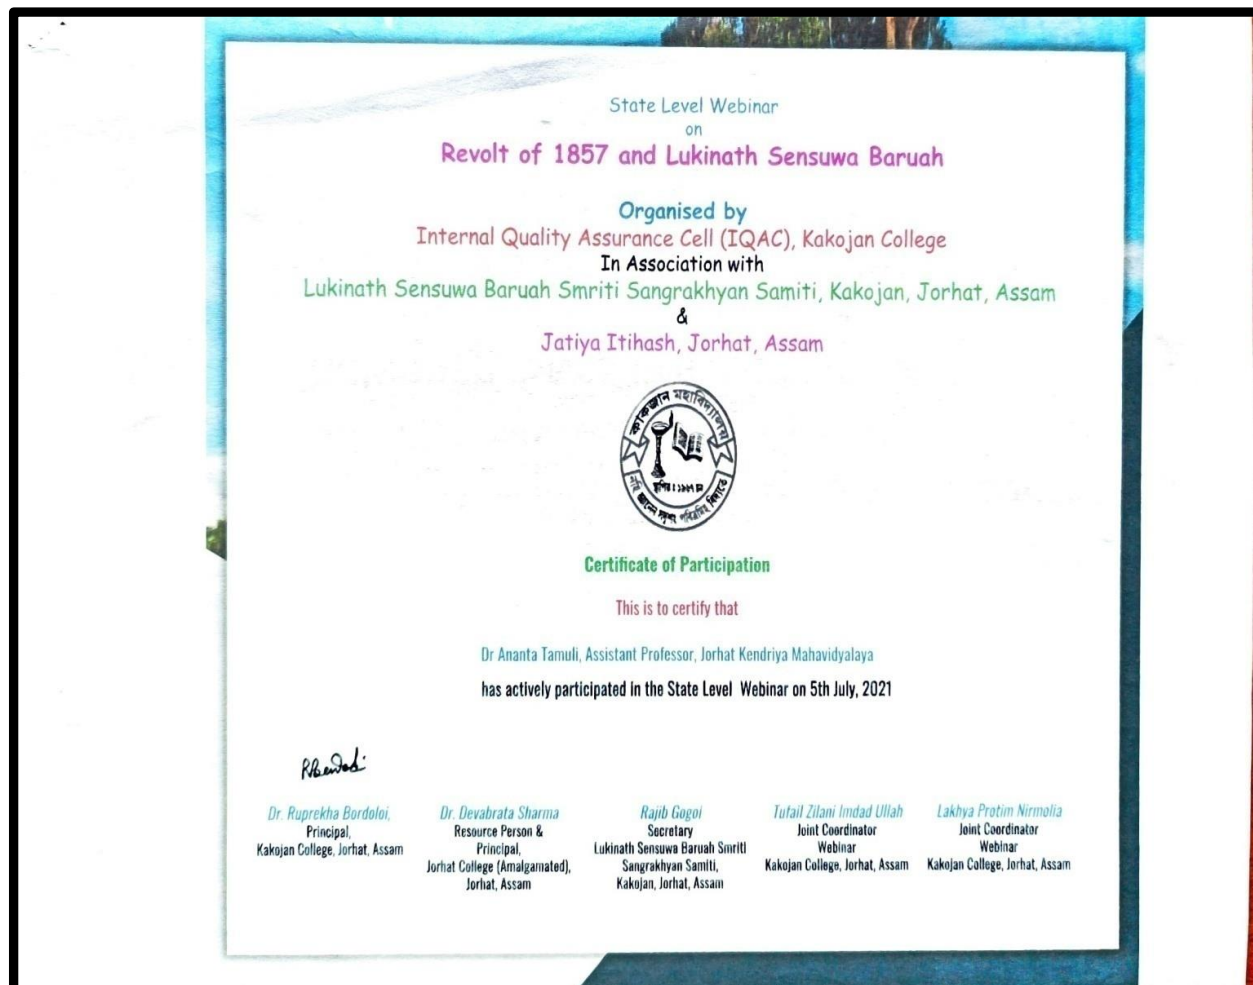 State Level Webinar
on
Revolt of 1857 and Lukinath Sensuwa Baruah
Organised by
Internal Quality Assurance Cell (IQAC), Kakojan College
In Association with
Lukinath Sensuwa Baruah Smriti Sangrakhyan Samiti, Kakojan, Jorhat, Assam
&
Jatiya Itihash, Jorhat, Assam
কাকজান মহাবিদ্যালয়
Certificate of Participation
This is to certify that
Dr Ananta Tamuli, Assistant Professor, Jorhat Kendriya Mahavidyalaya
has actively participated in the State Level Webinar on 5th July, 2021
Dr. Ruprekha Bordoloi,
Principal,
Kakojan College, Jorhat, Assam
Dr. Devabrata Sharma
Resource Person &
Principal,
Jorhat College (Amalgamated),
Jorhat, Assam
Rajib Gogoi
Secretary
Lukinath Sensuwa Baruah Smriti
Sangrakhyan Samiti,
Kakojan, Jorhat, Assam
Tufail Zilani Imdad Ullah
Joint Coordinator
Webinar
Kakojan College, Jorhat, Assam
Lakhya Protim Nirmolia
Joint Coordinator
Webinar
Kakojan College, Jorhat, Assam